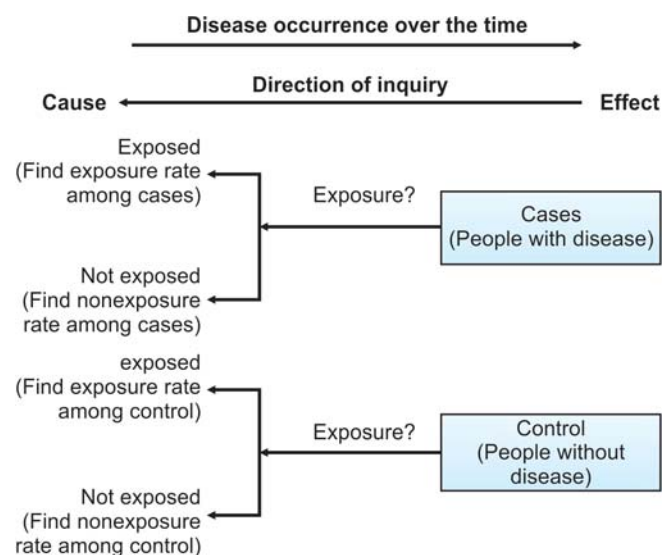 Disease occurrence over the time
Direction of inquiry
Cause
Effect
Exposed
(Find exposure rate
among cases)
Exposure?
Cases
(People with disease)
Not exposed
(Find nonexposure
rate among cases)
exposed
(Find exposure rate
among control)
Exposure?
Control
(People without
disease)
Not exposed
(Find nonexposure
rate among control)